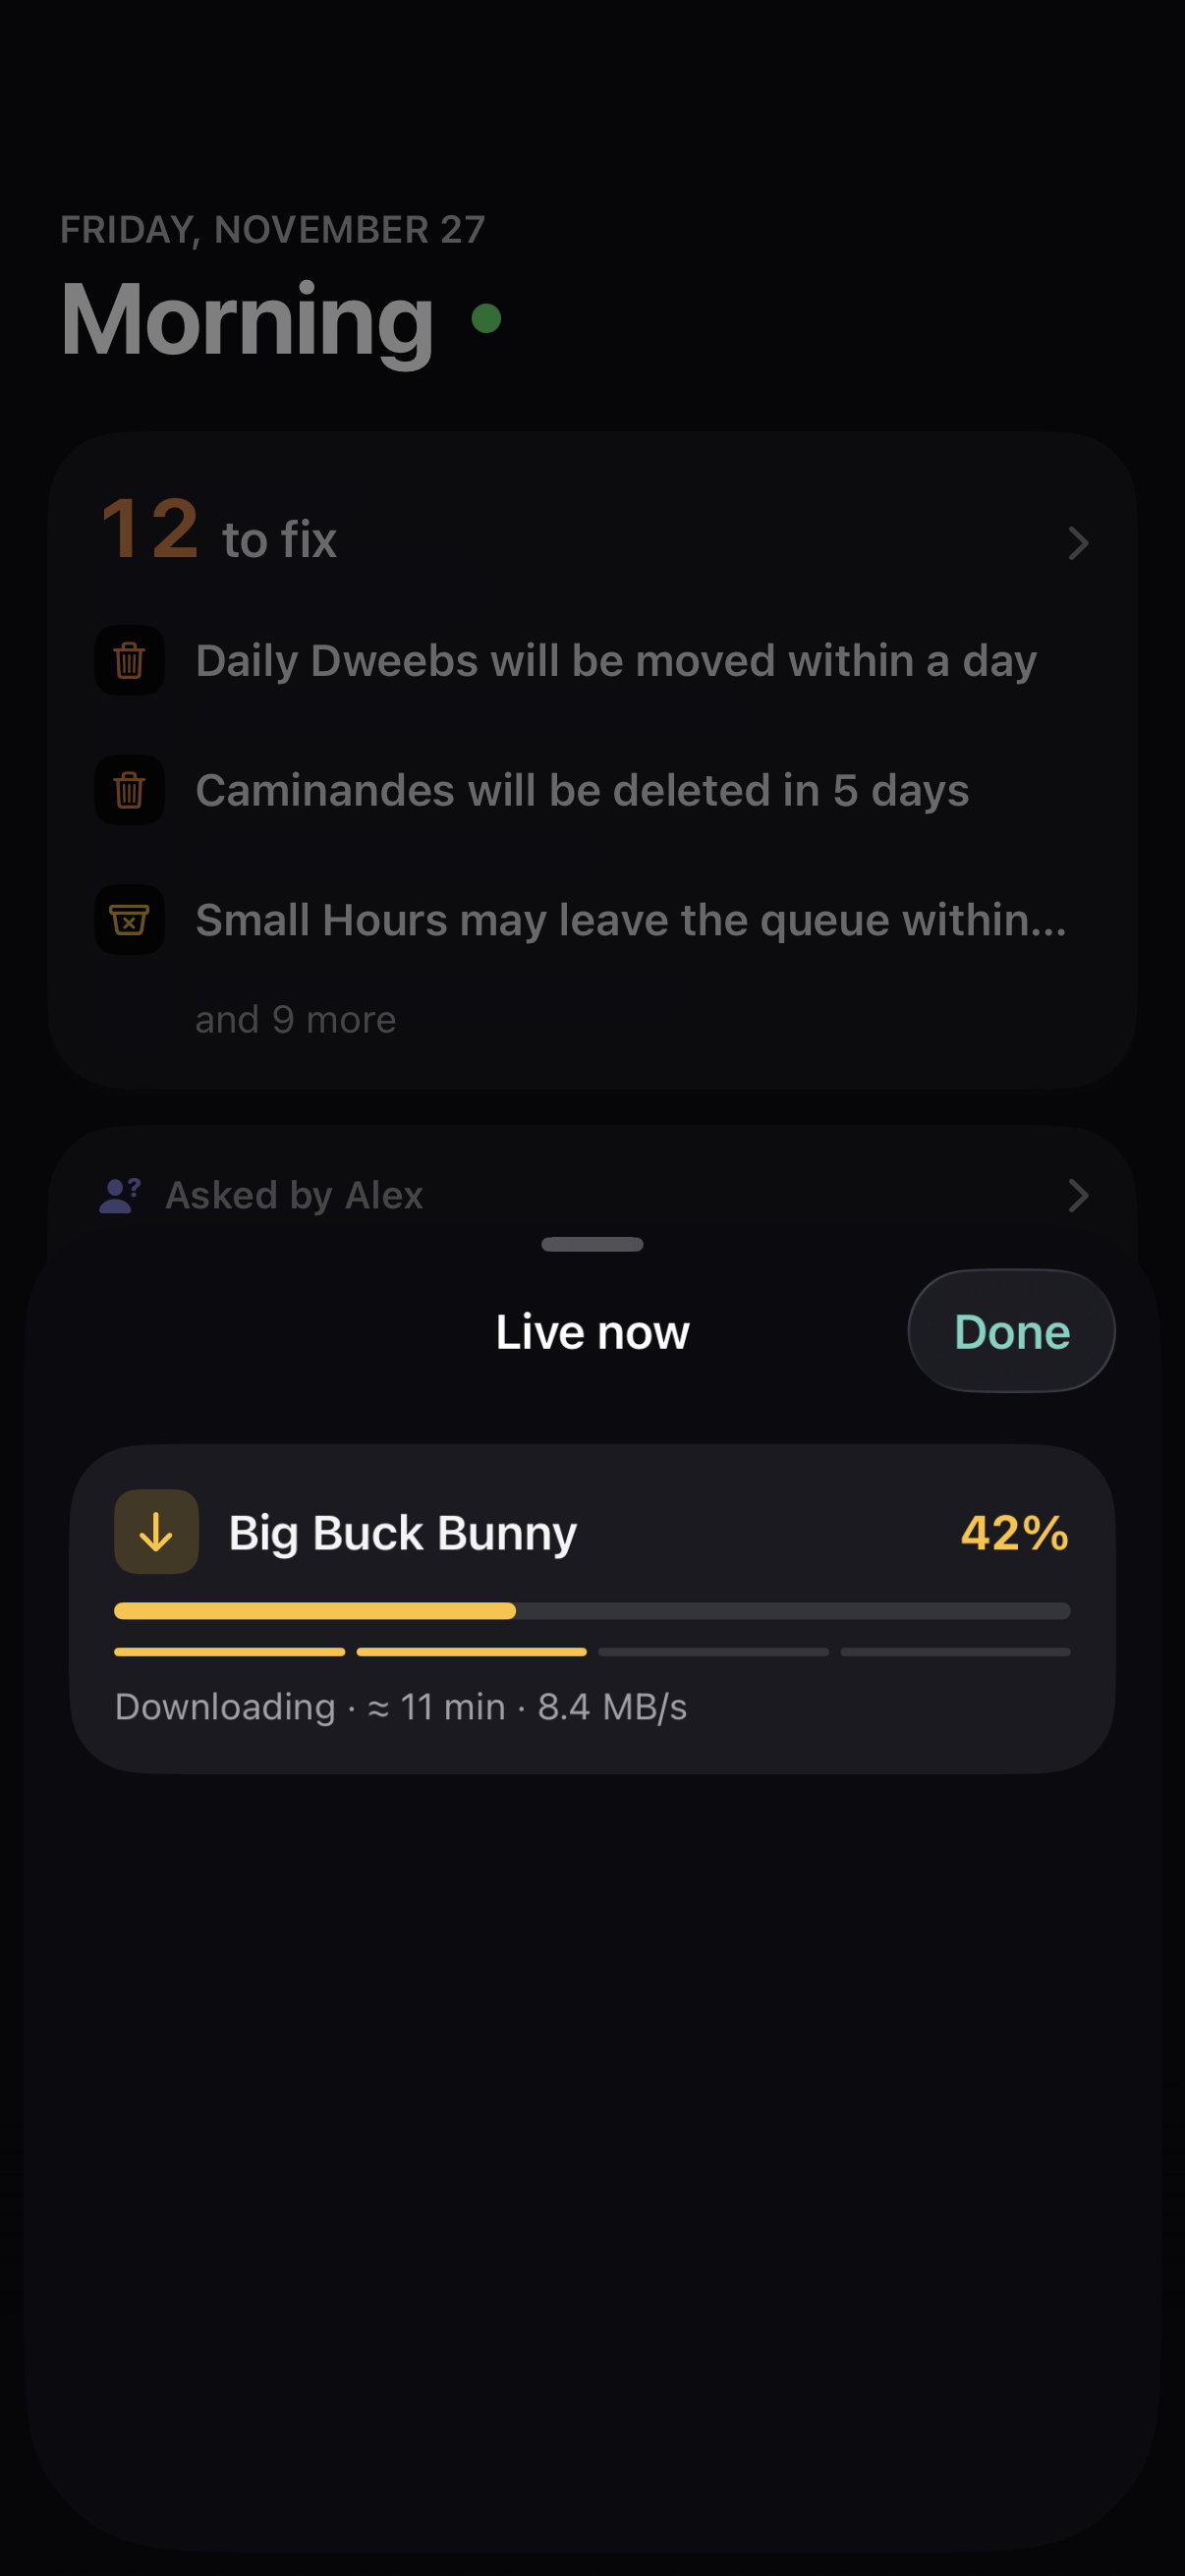 FRIDAY, NOVEMBER 27
Morning
12 to fix
Daily Dweebs will be moved within a day
Caminandes will be deleted in 5 days
Small Hours may leave the queue within...
and 9 more
Asked by Alex
Live now
Done
Big Buck Bunny
42%
Downloading · ≈ 11 min · 8.4 MB/s